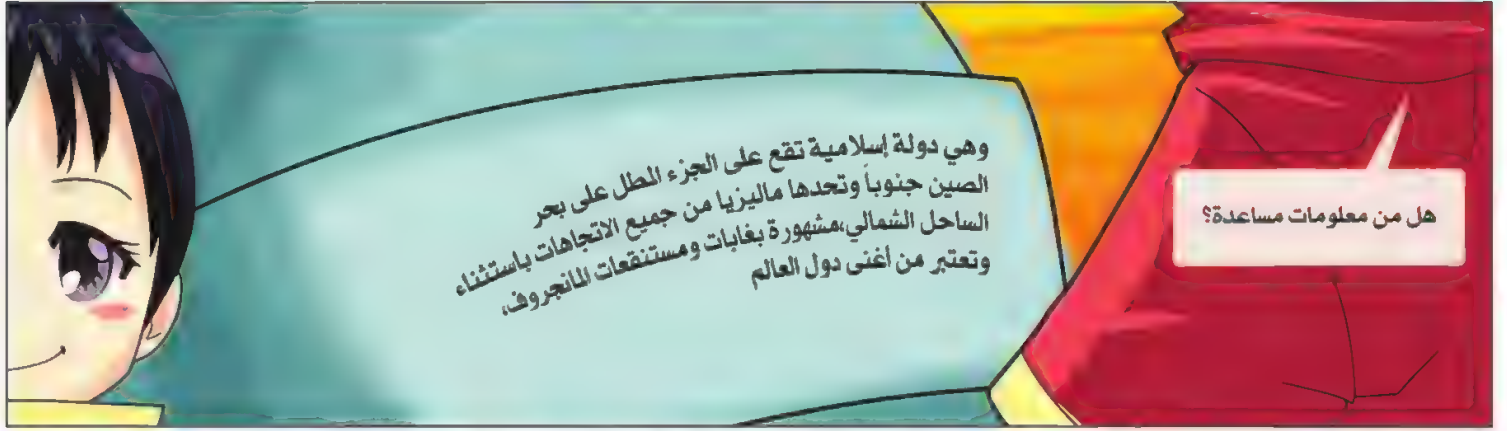 هل من معلومات مساعدة؟
وهي دولة إسلامية تقع على الجزء المطل على بحر
الصين جنوباً وتحدها ماليزيا من جميع الاتجاهات باستثناء
الساحل الشمالي،مشهورة بغابات ومستنقعات المانجروف،
وتعتبر من أغنى دول العالم